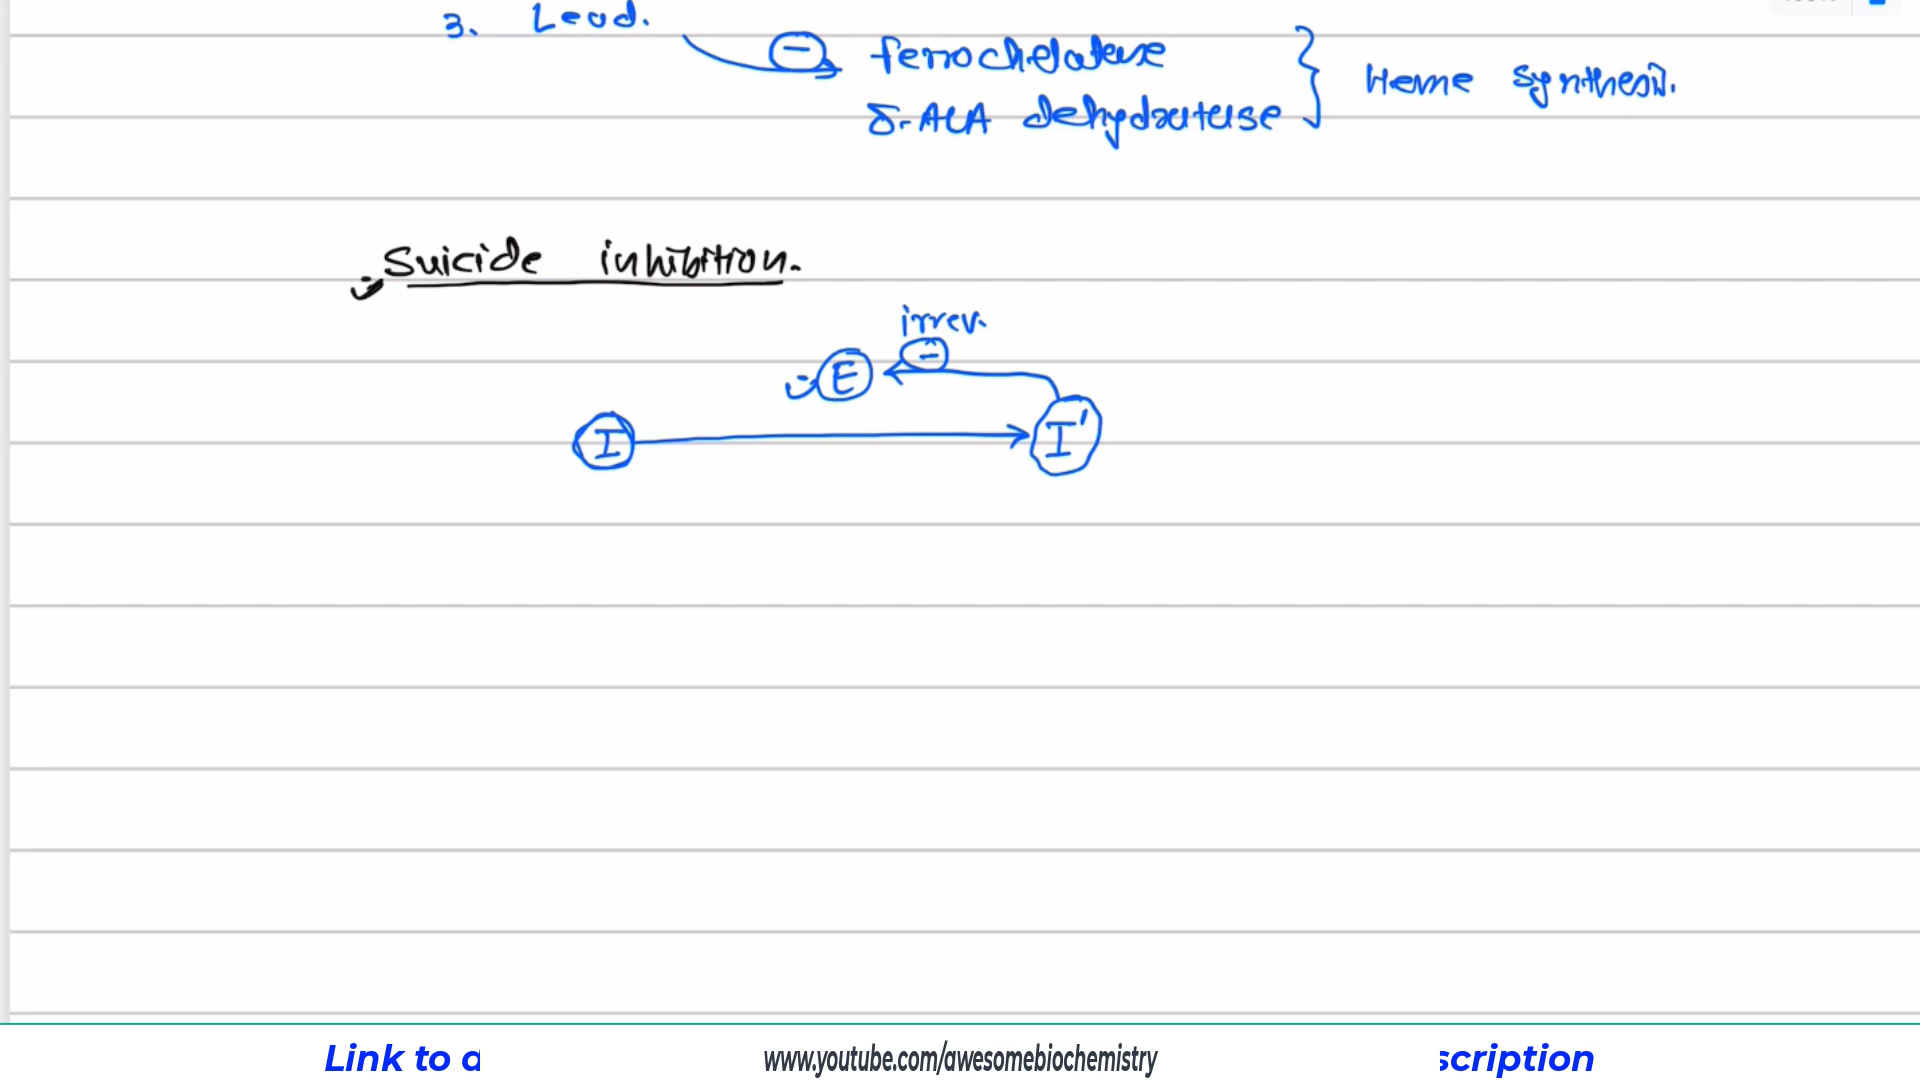 3. Lead.
⊖ ferrochelatase
δ-ALA dehydratase } Heme synthesis.
Suicide inhibition.
irrev.
E ⊖
I → I'
Link to www.youtube.com/awesomebiochemistry scription